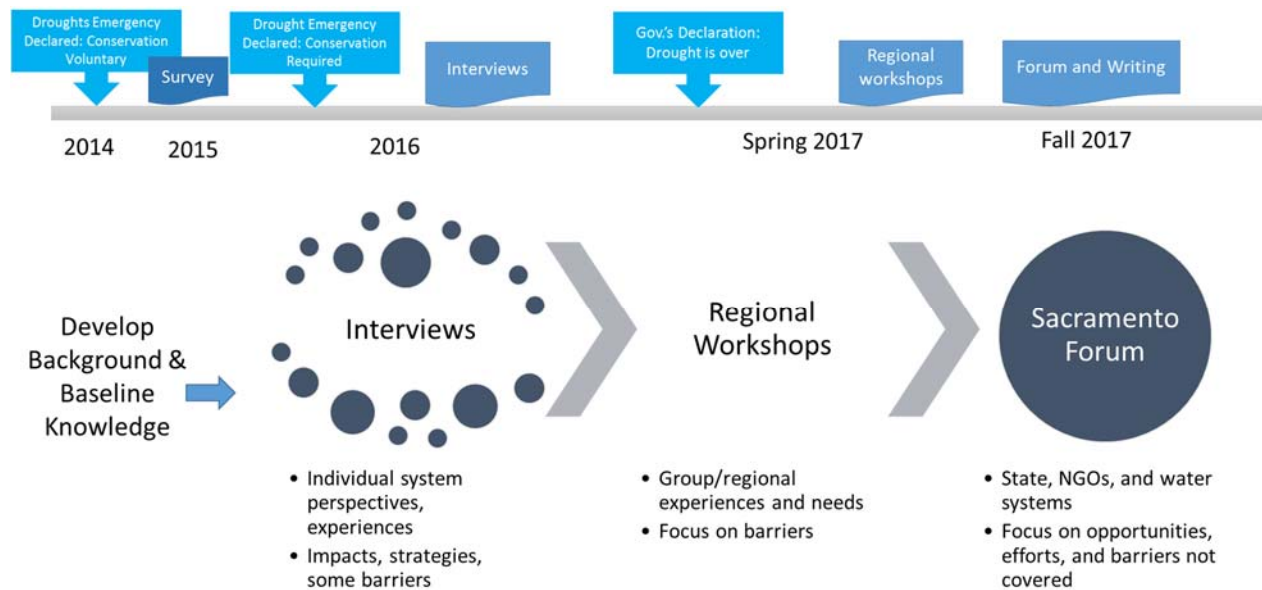 Droughts Emergency
Declared: Conservation
Voluntary
Survey
Drought Emergency
Declared: Conservation
Required
Interviews
Gov.'s Declaration:
Drought is over
Regional
workshops
Forum and Writing
2014
2015
2016
Spring 2017
Fall 2017
Develop
Background &
Baseline
Knowledge
Interviews
• Individual system
perspectives,
experiences
• Impacts, strategies,
some barriers
Regional
Workshops
• Group/regional
experiences and needs
• Focus on barriers
Sacramento
Forum
• State, NGOs, and water
systems
• Focus on opportunities,
efforts, and barriers not
covered